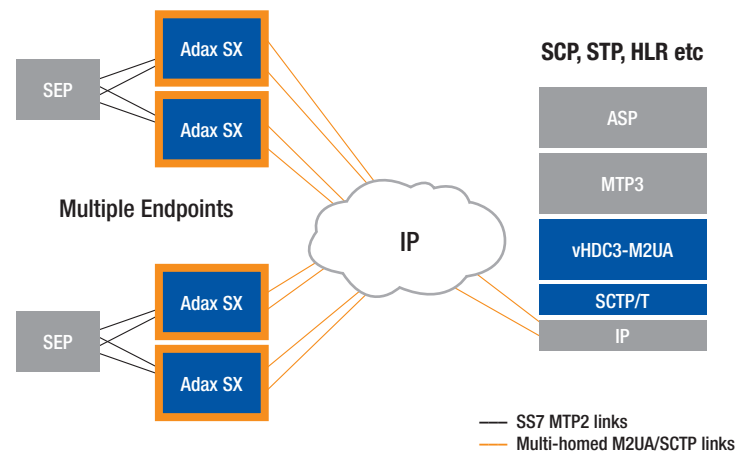 Adax SX
SEP
Adax SX
Multiple Endpoints
Adax SX
SEP
Adax SX
IP
SCP, STP, HLR etc
ASP
MTP3
vHDC3-M2UA
SCTP/T
IP
SS7 MTP2 links
Multi-homed M2UA/SCTP links